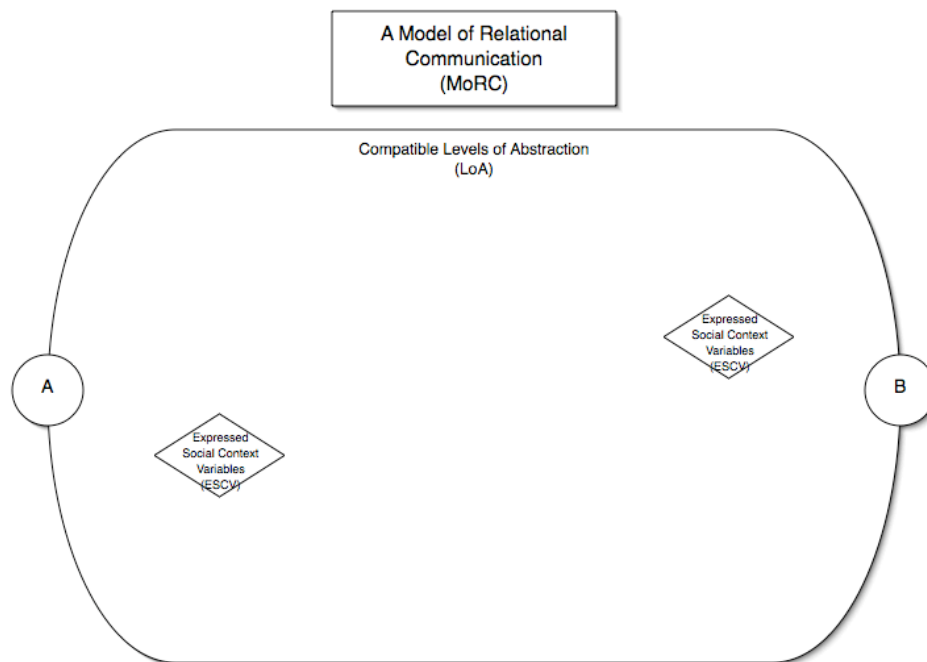 A Model of Relational
Communication
(MoRC)
Compatible Levels of Abstraction
(LoA)
Expressed
Social Context
Variables
(ESCV)
A
B
Expressed
Social Context
Variables
(ESCV)